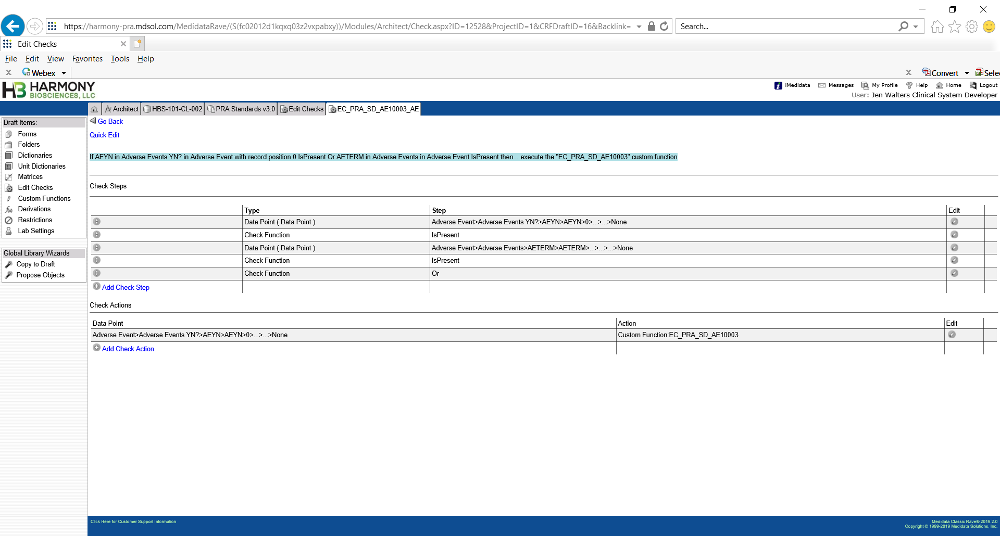 https://harmony-pra.mdsol.com/MedidataRave/(S(fc02012d1kqxq03z2vxpabxy))/Modules/Architect/Check.aspx?ID=12528&ProjectID=1&CRFDraftID=16&Backlink=
Search...
Edit Checks
File Edit View Favorites Tools Help
x Webex
x Convert Sele
HB HARMONY BIOSCIENCES, LLC
iMedidata Messages My Profile Help Home Logout
User: Jen Walters Clinical System Developer
Architect HBS-101-CL-002 PRA Standards v3.0 Edit Checks EC_PRA_SD_AE10003_AE
Draft Items:
Forms
Folders
Dictionaries
Unit Dictionaries
Matrices
Edit Checks
Custom Functions
Derivations
Restrictions
Lab Settings
Global Library Wizards
Copy to Draft
Propose Objects
Go Back
Quick Edit
If AEYN in Adverse Events YN? in Adverse Event with record position 0 IsPresent Or AETERM in Adverse Events in Adverse Event IsPresent then... execute the "EC_PRA_SD_AE10003" custom function
Check Steps
Type Step Edit
Data Point ( Data Point ) Adverse Event>Adverse Events YN?>AEYN>AEYN>0>...>...>None
Check Function IsPresent
Data Point ( Data Point ) Adverse Event>Adverse Events>AETERM>AETERM>...>...>...>None
Check Function IsPresent
Check Function Or
Add Check Step
Check Actions
Data Point Action Edit
Adverse Event>Adverse Events YN?>AEYN>AEYN>0>...>...>None Custom Function:EC_PRA_SD_AE10003
Add Check Action
Click Here for Customer Support Information
Medidata Classic Rave® 2019.2.0
Copyright © 1999-2019 Medidata Solutions, Inc.